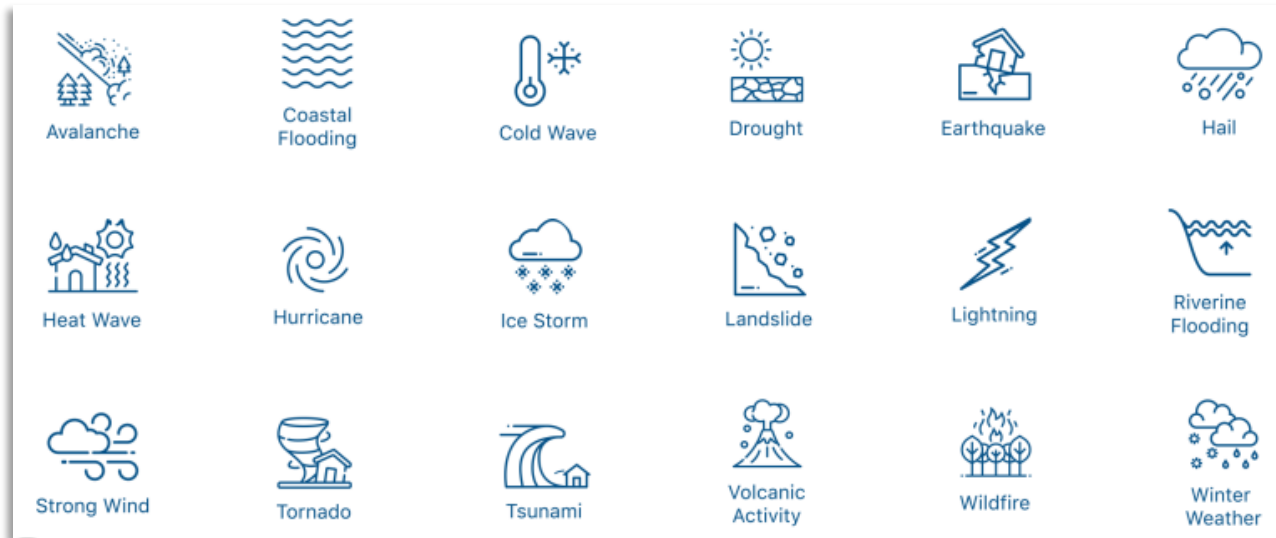 Avalanche
Coastal
Flooding
Cold Wave
Drought
Earthquake
Hail
Heat Wave
Hurricane
Ice Storm
Landslide
Lightning
Riverine
Flooding
Strong Wind
Tornado
Tsunami
Volcanic
Activity
Wildfire
Winter
Weather